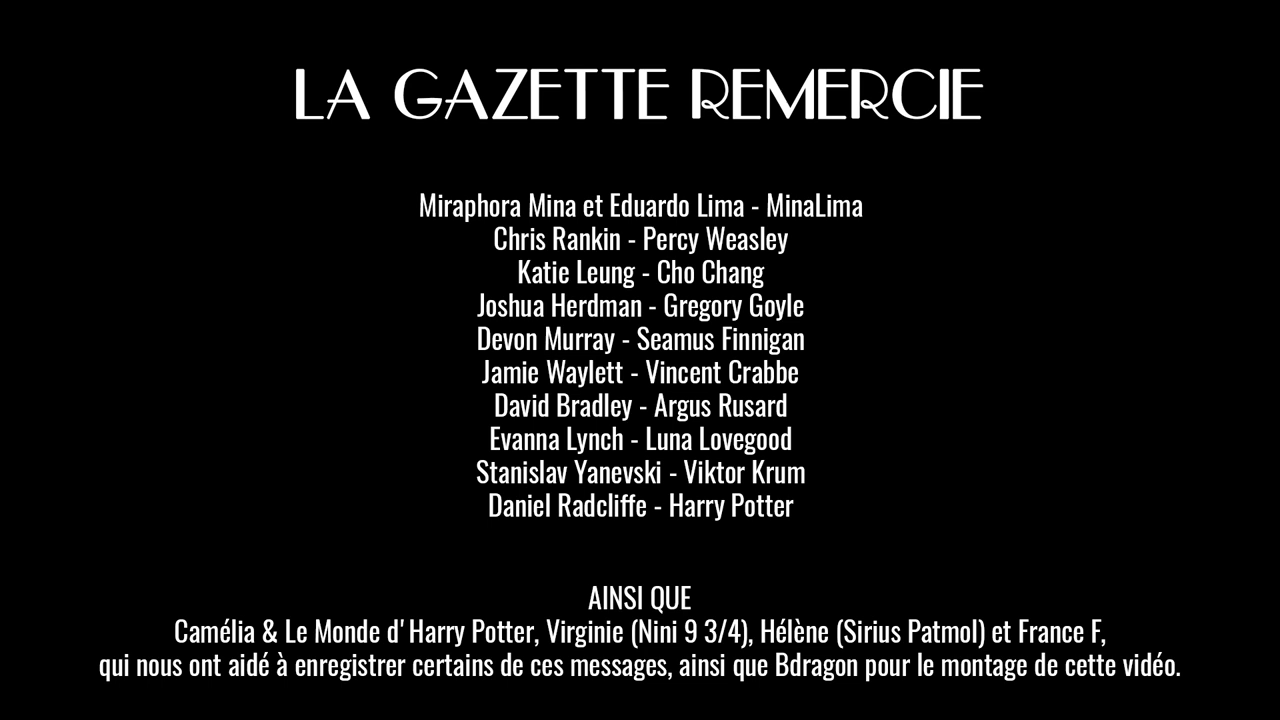 LA GAZETTE REMERCIE
Miraphora Mina et Eduardo Lima - MinaLima
Chris Rankin - Percy Weasley
Katie Leung - Cho Chang
Joshua Herdman - Gregory Goyle
Devon Murray - Seamus Finnigan
Jamie Waylett - Vincent Crabbe
David Bradley - Argus Rusard
Evanna Lynch - Luna Lovegood
Stanislav Yanevski - Viktor Krum
Daniel Radcliffe - Harry Potter
AINSI QUE
Camélia & Le Monde d'Harry Potter, Virginie (Nini 9 3/4), Hélène (Sirius Patmol) et France F,
qui nous ont aidé à enregistrer certains de ces messages, ainsi que Bdragon pour le montage de cette vidéo.